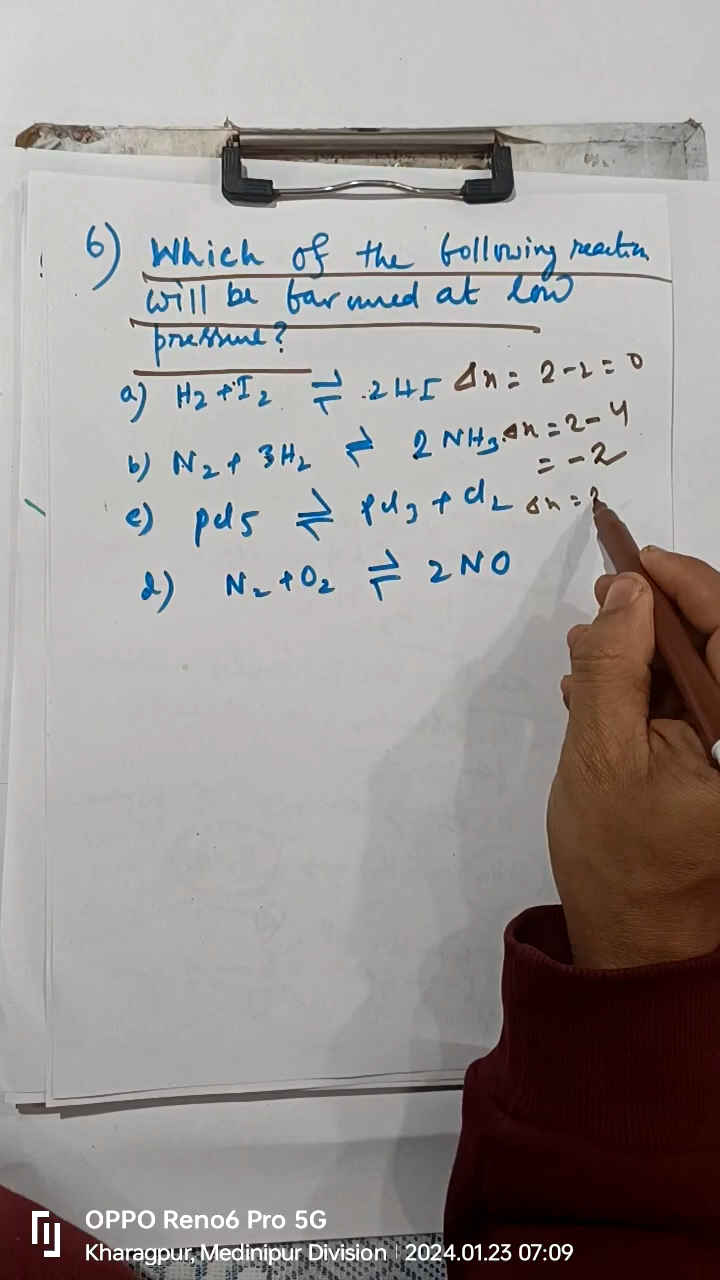 6) Which of the following reaction
will be favoured at low
pressure?
a) H₂ + I₂ ⇌ 2HI Δn = 2-2 = 0
b) N₂ + 3H₂ ⇌ 2NH₃ Δn = 2-4
= -2
c) pcl5 ⇌ pcl₃ + cl₂ Δn = 2
d) N₂ + O₂ ⇌ 2NO
OPPO Reno6 Pro 5G
Kharagpur, Medinipur Division | 2024.01.23 07:09